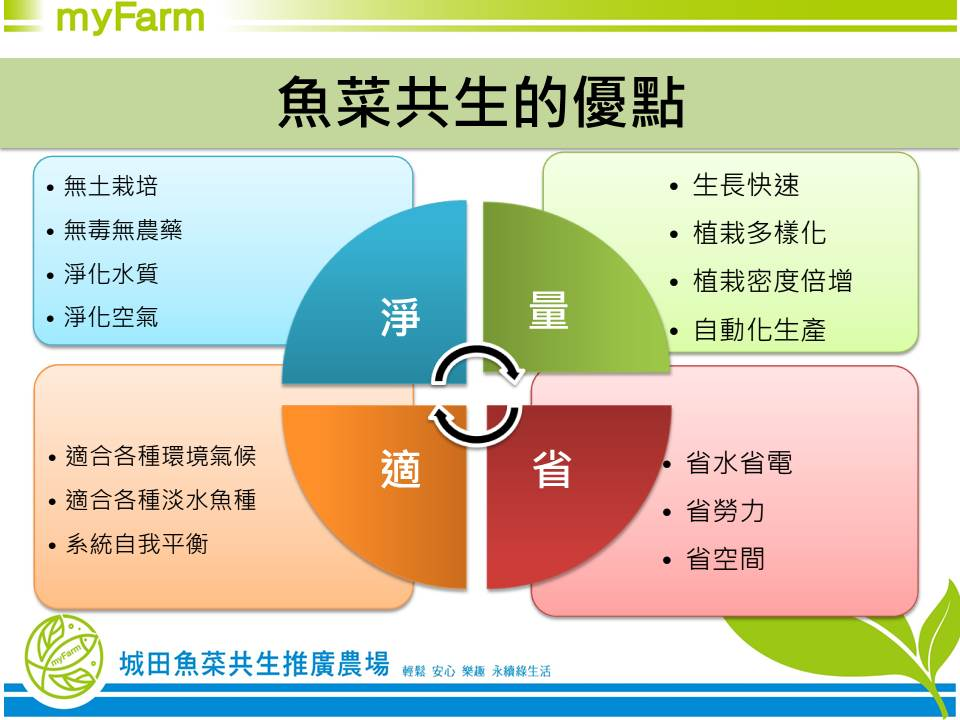 myFarm
魚菜共生的優點
• 無土栽培
• 無毒無農藥
• 淨化水質
• 淨化空氣
• 生長快速
• 植栽多樣化
• 植栽密度倍增
• 自動化生產
淨
量
適
省
• 適合各種環境氣候
• 適合各種淡水魚種
• 系統自我平衡
• 省水省電
• 省勞力
• 省空間
myFarm
城田魚菜共生推廣農場 輕鬆 安心 樂趣 永續綠生活